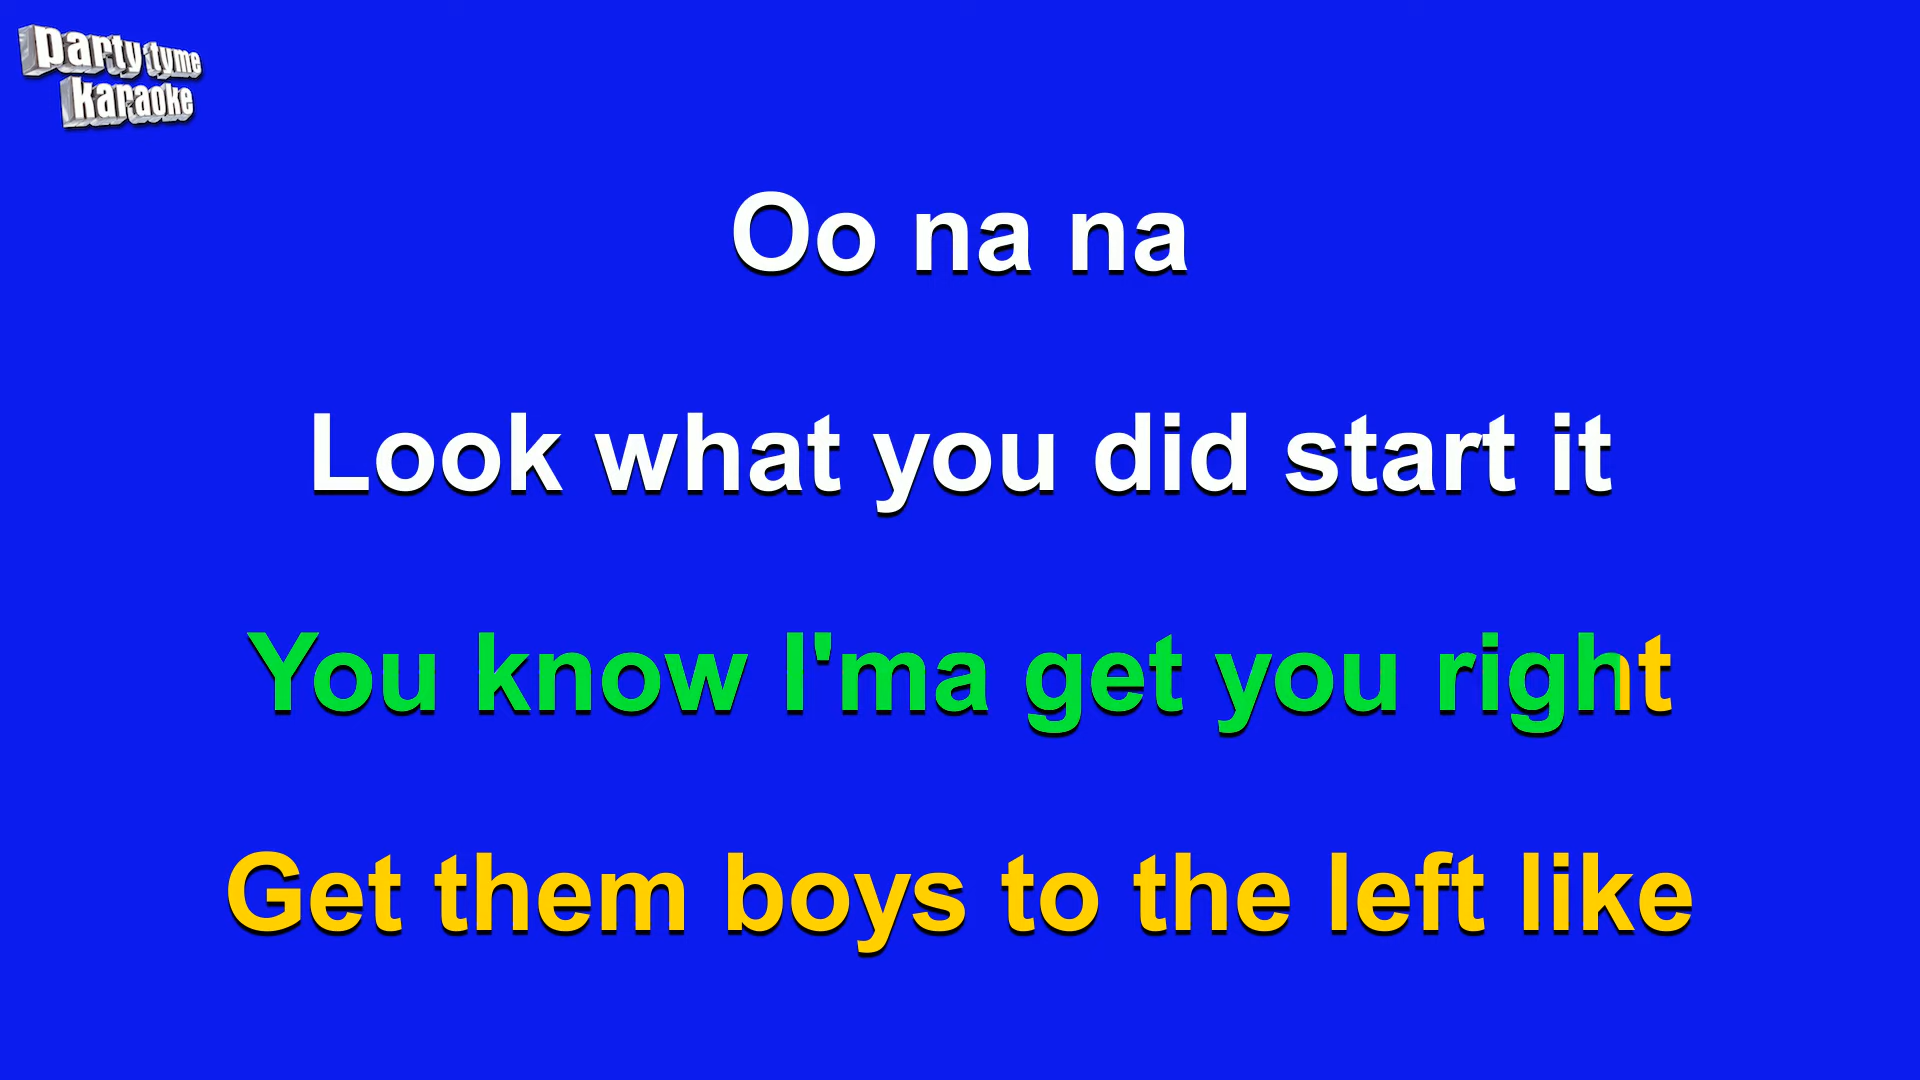 party tyme
karaoke
Oo na na
Look what you did start it
You know I'ma get you right
Get them boys to the left like